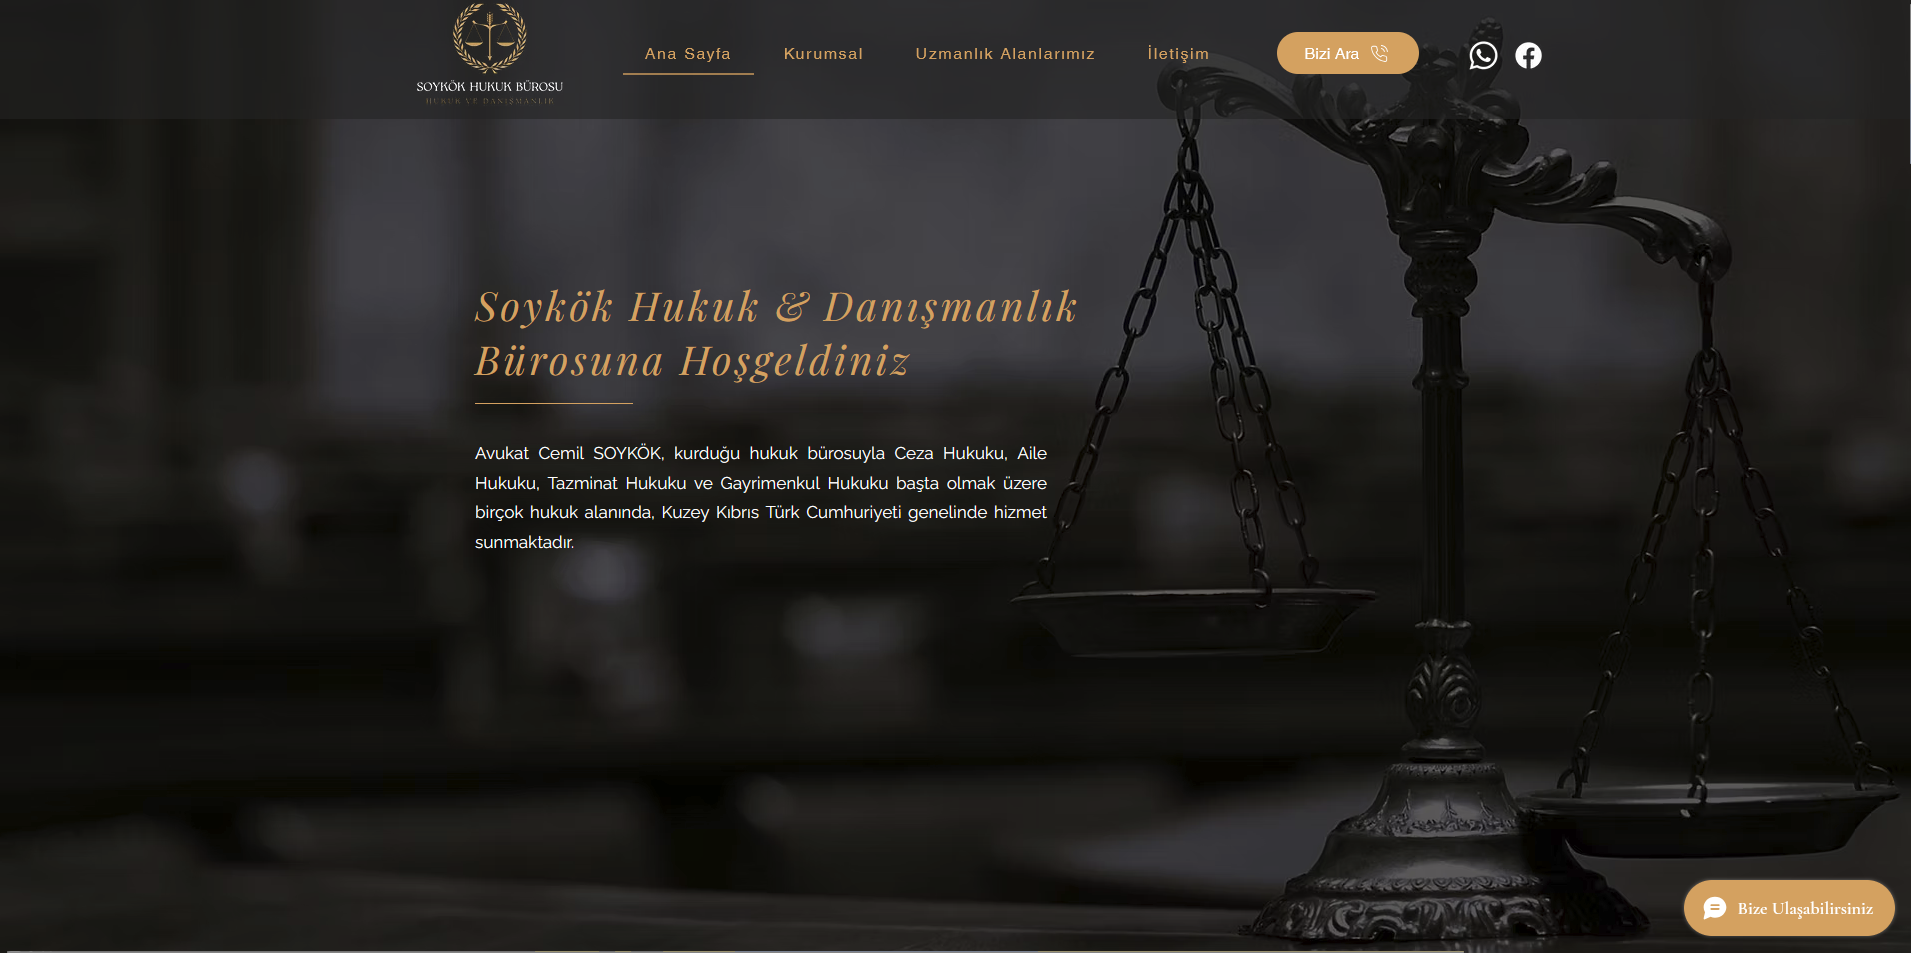 SOYKÖK HUKUK BÜROSU
HUKUK VE DANIŞMANLIK
Ana Sayfa
Kurumsal
Uzmanlık Alanlarımız
İletişim
Bizi Ara
Soykök Hukuk & Danışmanlık
Bürosuna Hoşgeldiniz
Avukat Cemil SOYKÖK, kurduğu hukuk bürosuyla Ceza Hukuku, Aile
Hukuku, Tazminat Hukuku ve Gayrimenkul Hukuku başta olmak üzere
birçok hukuk alanında, Kuzey Kıbrıs Türk Cumhuriyeti genelinde hizmet
sunmaktadır.
Bize Ulaşabilirsiniz